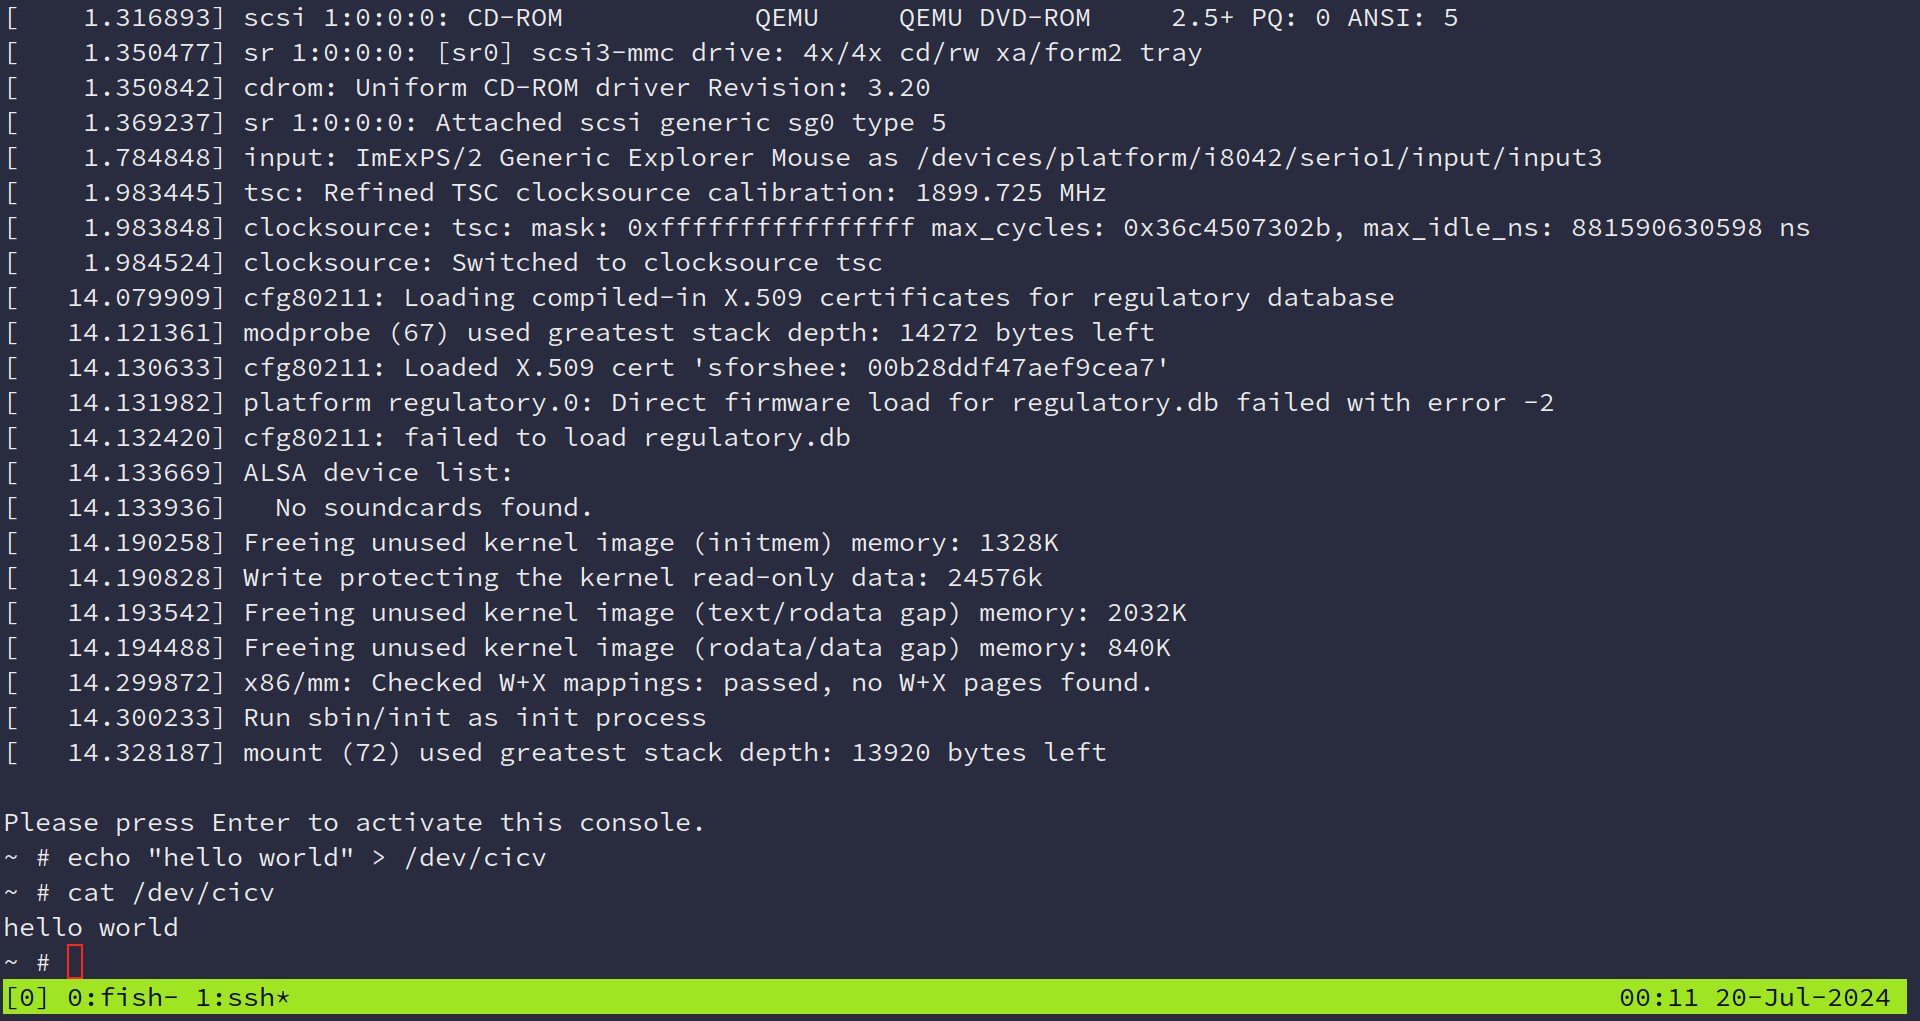 [    1.316893] scsi 1:0:0:0: CD-ROM            QEMU     QEMU DVD-ROM     2.5+ PQ: 0 ANSI: 5
[    1.350477] sr 1:0:0:0: [sr0] scsi3-mmc drive: 4x/4x cd/rw xa/form2 tray
[    1.350842] cdrom: Uniform CD-ROM driver Revision: 3.20
[    1.369237] sr 1:0:0:0: Attached scsi generic sg0 type 5
[    1.784848] input: ImExPS/2 Generic Explorer Mouse as /devices/platform/i8042/serio1/input/input3
[    1.983445] tsc: Refined TSC clocksource calibration: 1899.725 MHz
[    1.983848] clocksource: tsc: mask: 0xffffffffffffffff max_cycles: 0x36c4507302b, max_idle_ns: 881590630598 ns
[    1.984524] clocksource: Switched to clocksource tsc
[   14.079909] cfg80211: Loading compiled-in X.509 certificates for regulatory database
[   14.121361] modprobe (67) used greatest stack depth: 14272 bytes left
[   14.130633] cfg80211: Loaded X.509 cert 'sforshee: 00b28ddf47aef9cea7'
[   14.131982] platform regulatory.0: Direct firmware load for regulatory.db failed with error -2
[   14.132420] cfg80211: failed to load regulatory.db
[   14.133669] ALSA device list:
[   14.133936]   No soundcards found.
[   14.190258] Freeing unused kernel image (initmem) memory: 1328K
[   14.190828] Write protecting the kernel read-only data: 24576k
[   14.193542] Freeing unused kernel image (text/rodata gap) memory: 2032K
[   14.194488] Freeing unused kernel image (rodata/data gap) memory: 840K
[   14.299872] x86/mm: Checked W+X mappings: passed, no W+X pages found.
[   14.300233] Run sbin/init as init process
[   14.328187] mount (72) used greatest stack depth: 13920 bytes left

Please press Enter to activate this console.
~ # echo "hello world" > /dev/cicv
~ # cat /dev/cicv
hello world
~ #
[0] 0:fish- 1:ssh* 00:11 20-Jul-2024